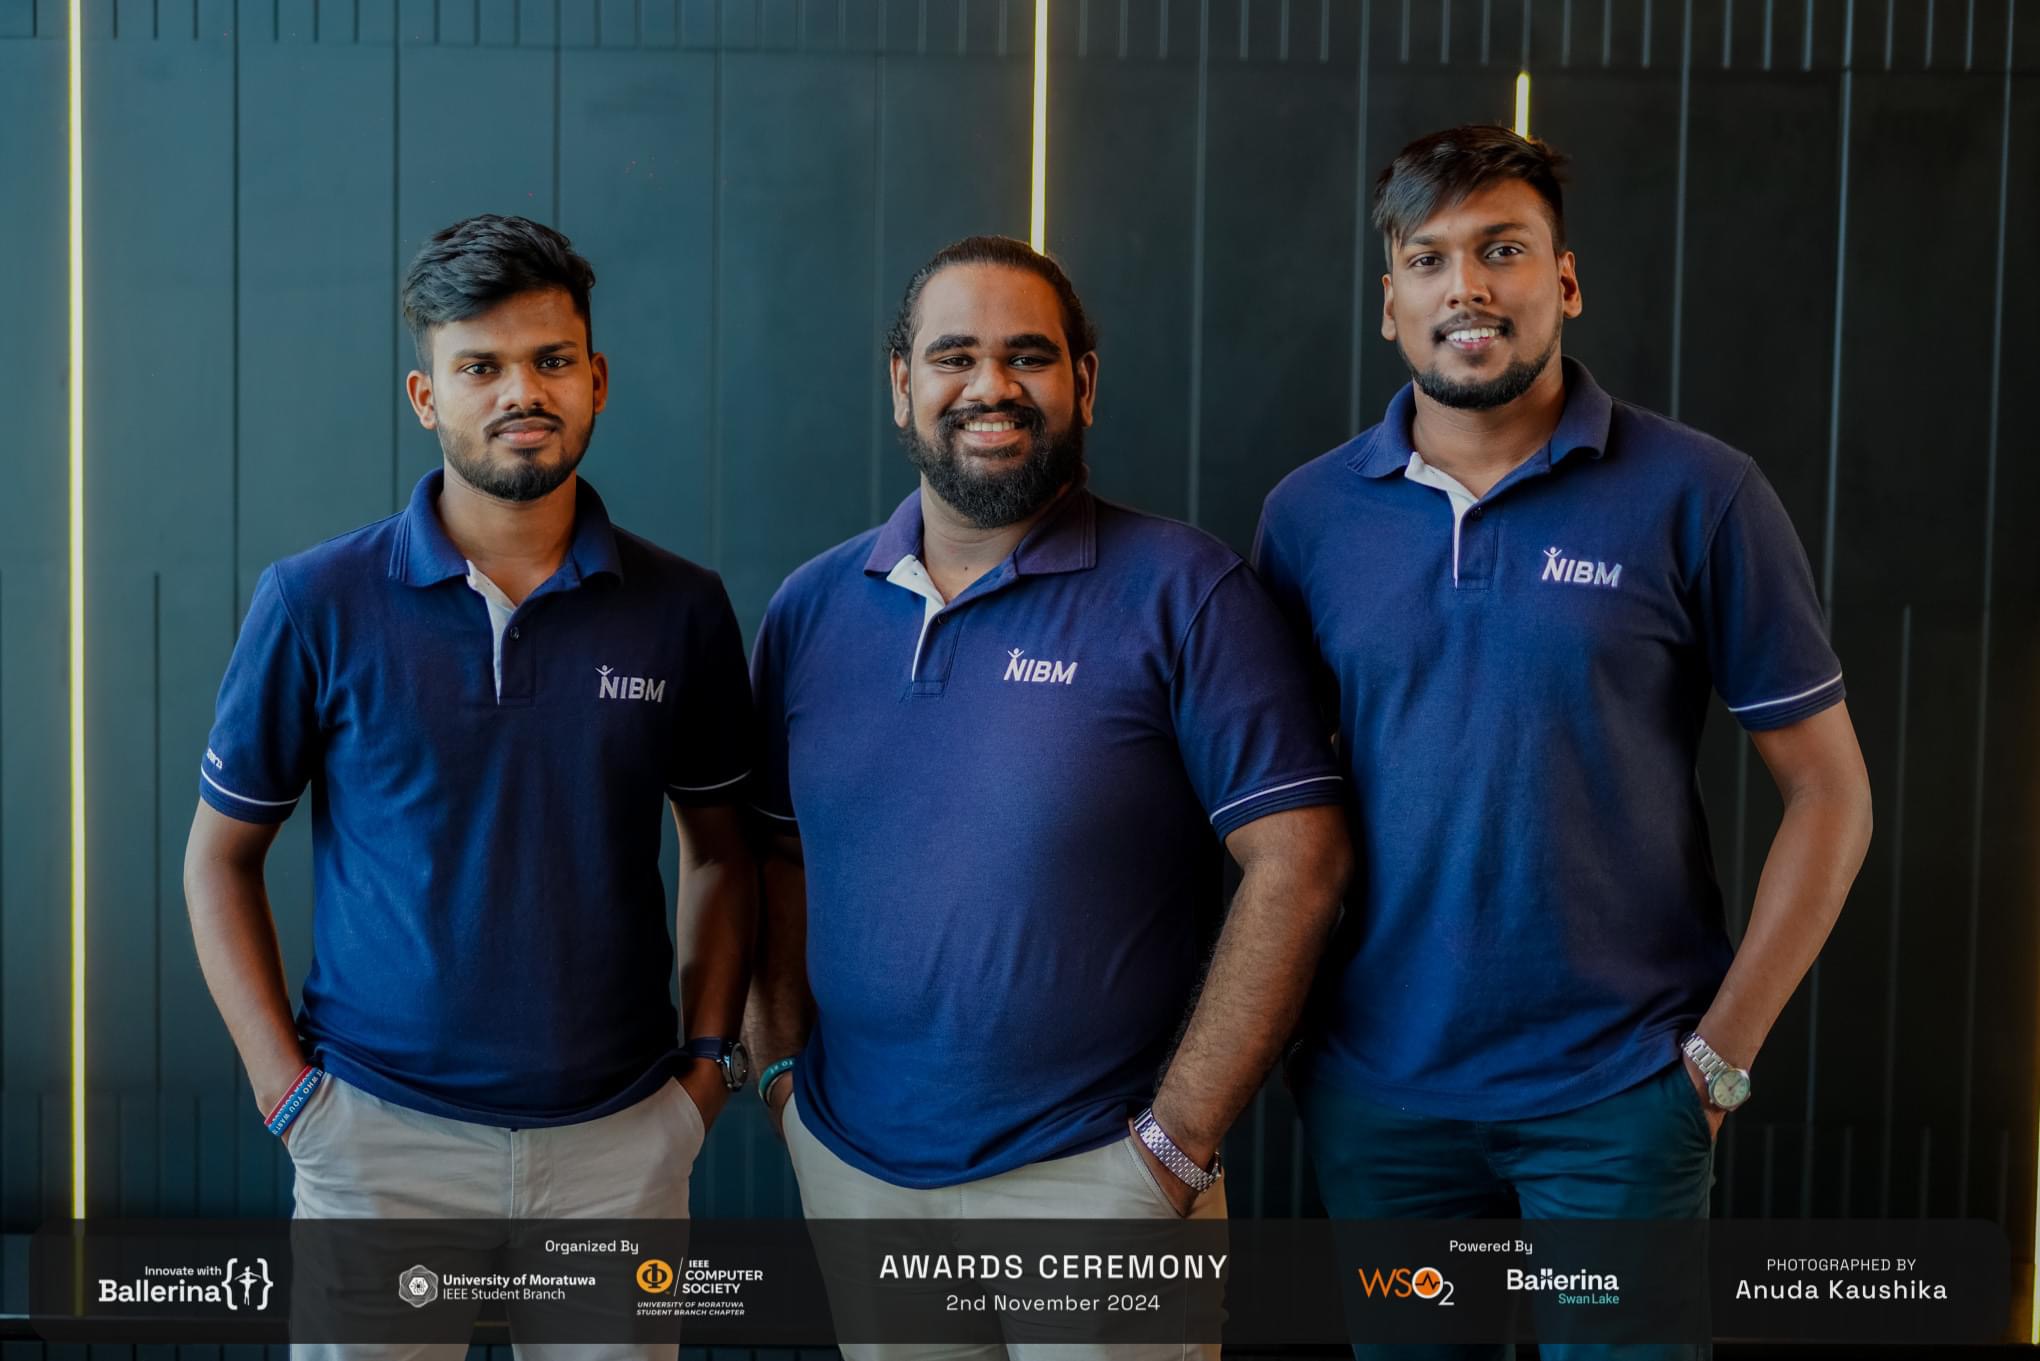 NIBM
NIBM
NIBM
Innovate with
Ballerina
Organized By
University of Moratuwa
IEEE Student Branch
IEEE
COMPUTER
SOCIETY
UNIVERSITY OF MORATUWA
STUDENT BRANCH CHAPTER
AWARDS CEREMONY
2nd November 2024
Powered By
WSO2
Ballerina
Swan Lake
PHOTOGRAPHED BY
Anuda Kaushika